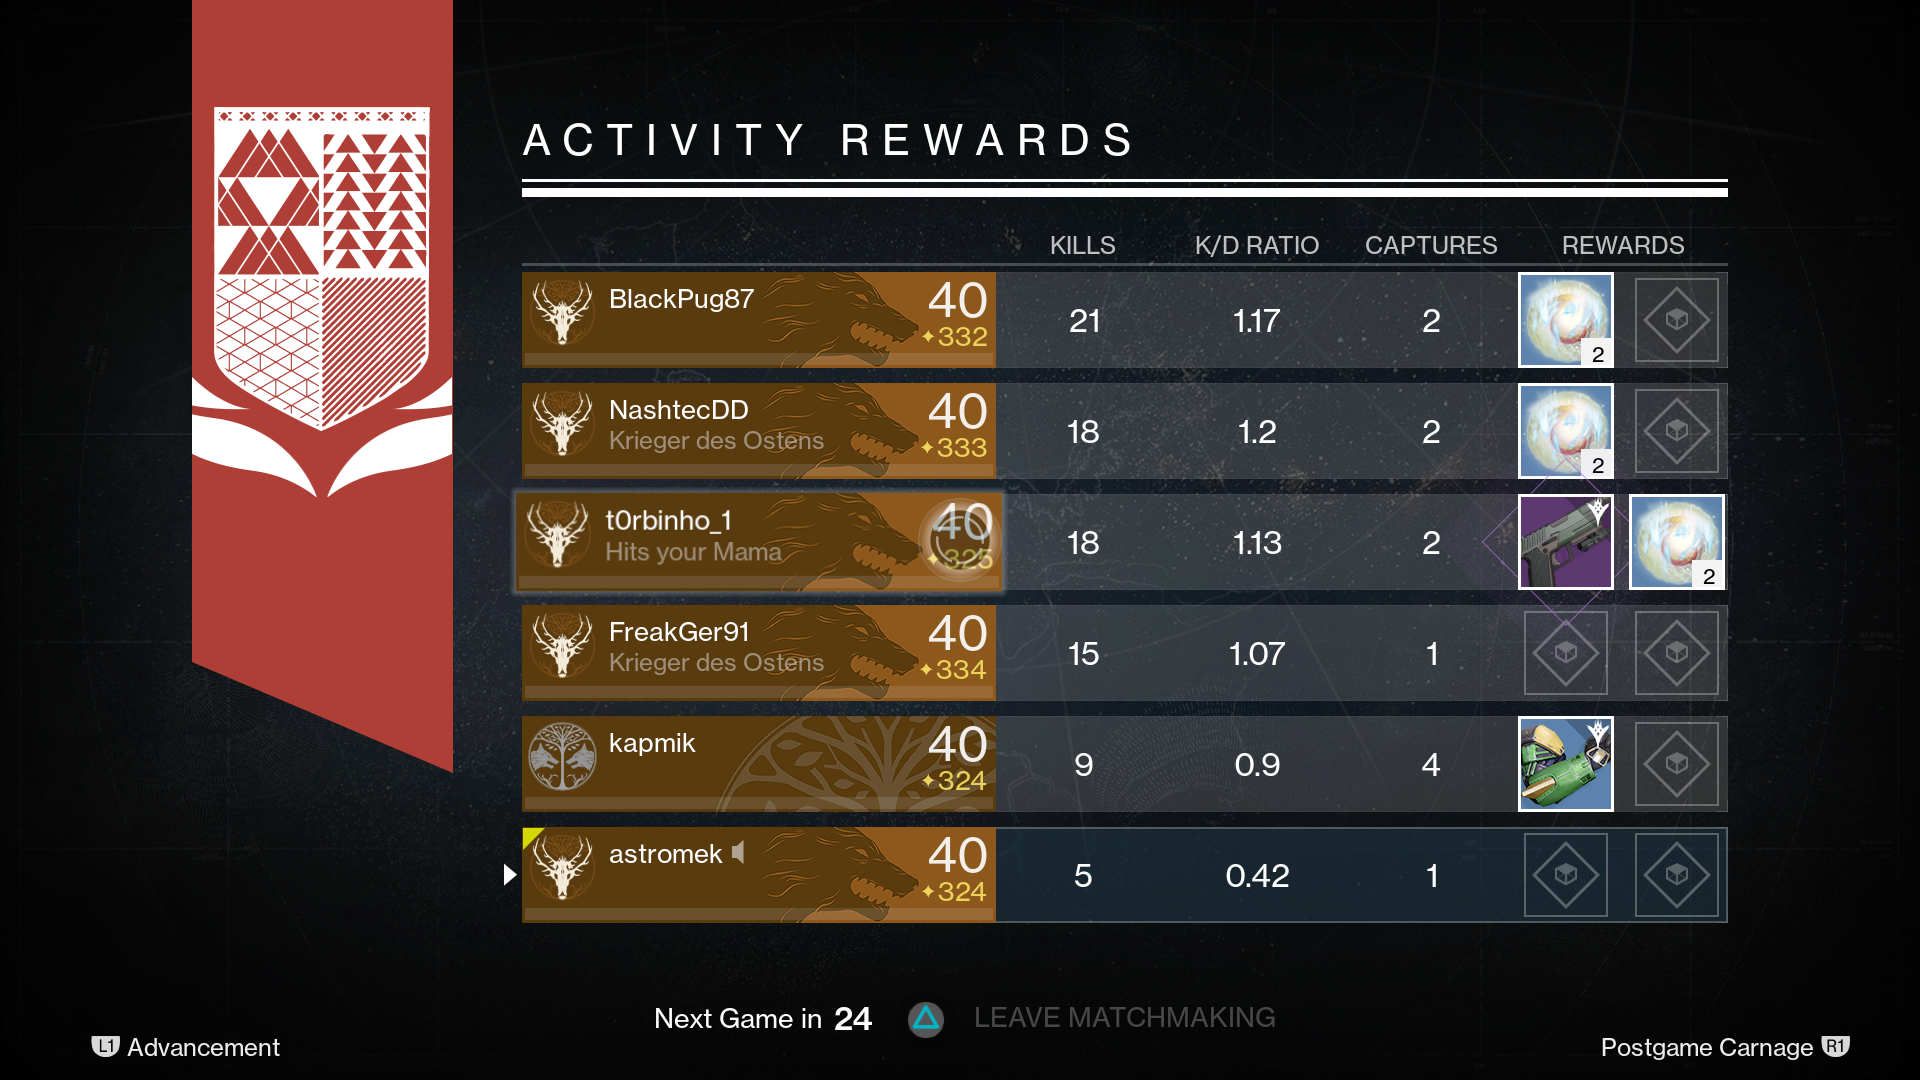 ACTIVITY REWARDS
KILLS K/D RATIO CAPTURES REWARDS
BlackPug87 40 21 1.17 2
332 2
NashtecDD 40 18 1.2 2
Krieger des Ostens 333 2
t0rbinho_1 40 18 1.13 2
Hits your Mama 325 2
FreakGer91 40 15 1.07 1
Krieger des Ostens 334
kapmik 40 9 0.9 4
324
astromek 40 5 0.42 1
324
Next Game in 24 LEAVE MATCHMAKING
L1 Advancement Postgame Carnage R1